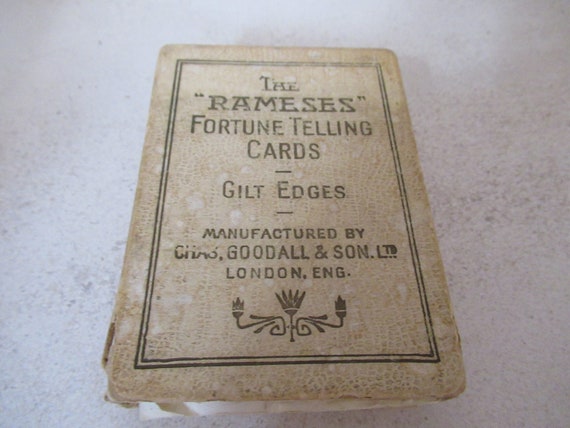 THE
"RAMESES"
FORTUNE TELLING
CARDS
—
GILT EDGES
—
MANUFACTURED BY
CHAS, GOODALL & SON. LTD
LONDON, ENG.